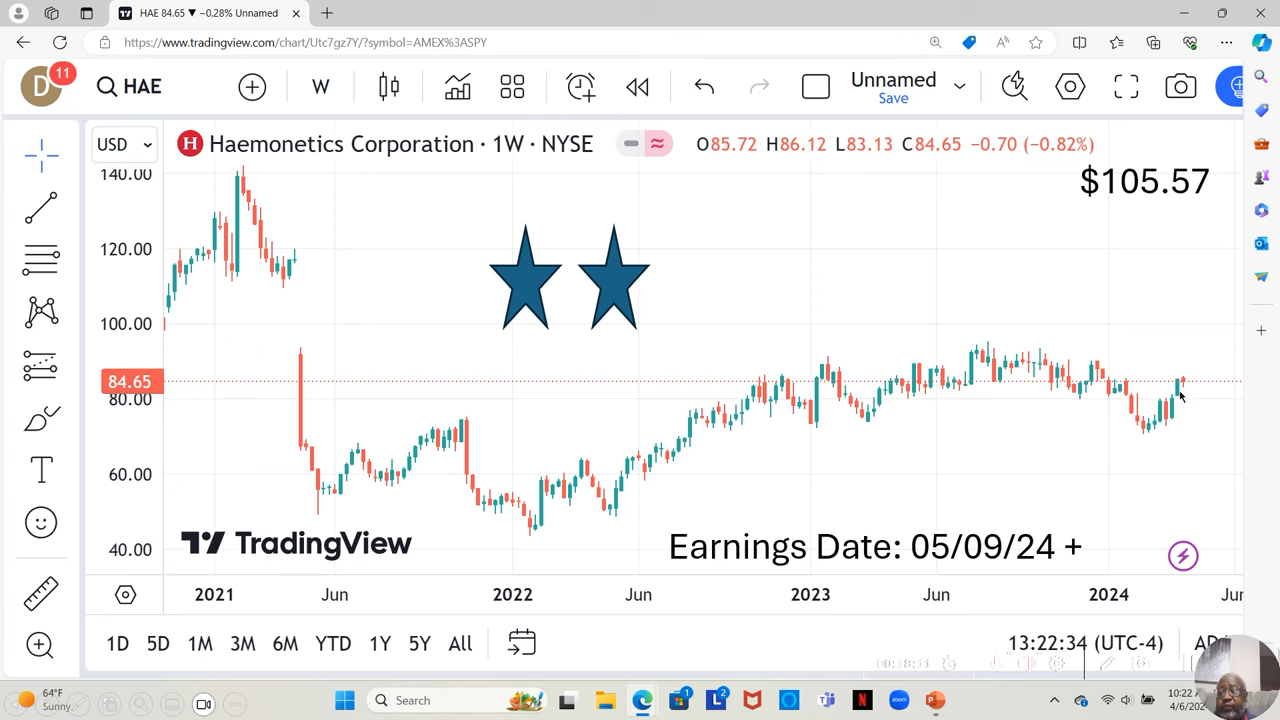 HAE 84.65 ▼ −0.28% Unnamed
https://www.tradingview.com/chart/Utc7gz7Y/?symbol=AMEX%3ASPY
D 11 HAE W Unnamed
Save
USD H Haemonetics Corporation · 1W · NYSE O85.72 H86.12 L83.13 C84.65 −0.70 (−0.82%)
140.00
$105.57
120.00
100.00
84.65
80.00
60.00
40.00
TradingView
Earnings Date: 05/09/24 +
2021 Jun 2022 Jun 2023 Jun 2024
1D 5D 1M 3M 6M YTD 1Y 5Y All 13:22:34 (UTC-4)
64°F
Sunny
Search
10:22